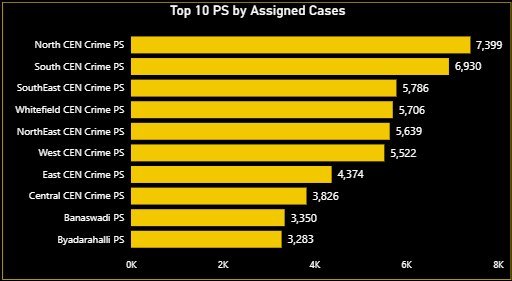 Top 10 PS by Assigned Cases
North CEN Crime PS 7,399
South CEN Crime PS 6,930
SouthEast CEN Crime PS 5,786
Whitefield CEN Crime PS 5,706
NorthEast CEN Crime PS 5,639
West CEN Crime PS 5,522
East CEN Crime PS 4,374
Central CEN Crime PS 3,826
Banaswadi PS 3,350
Byadarahalli PS 3,283
0K 2K 4K 6K 8K